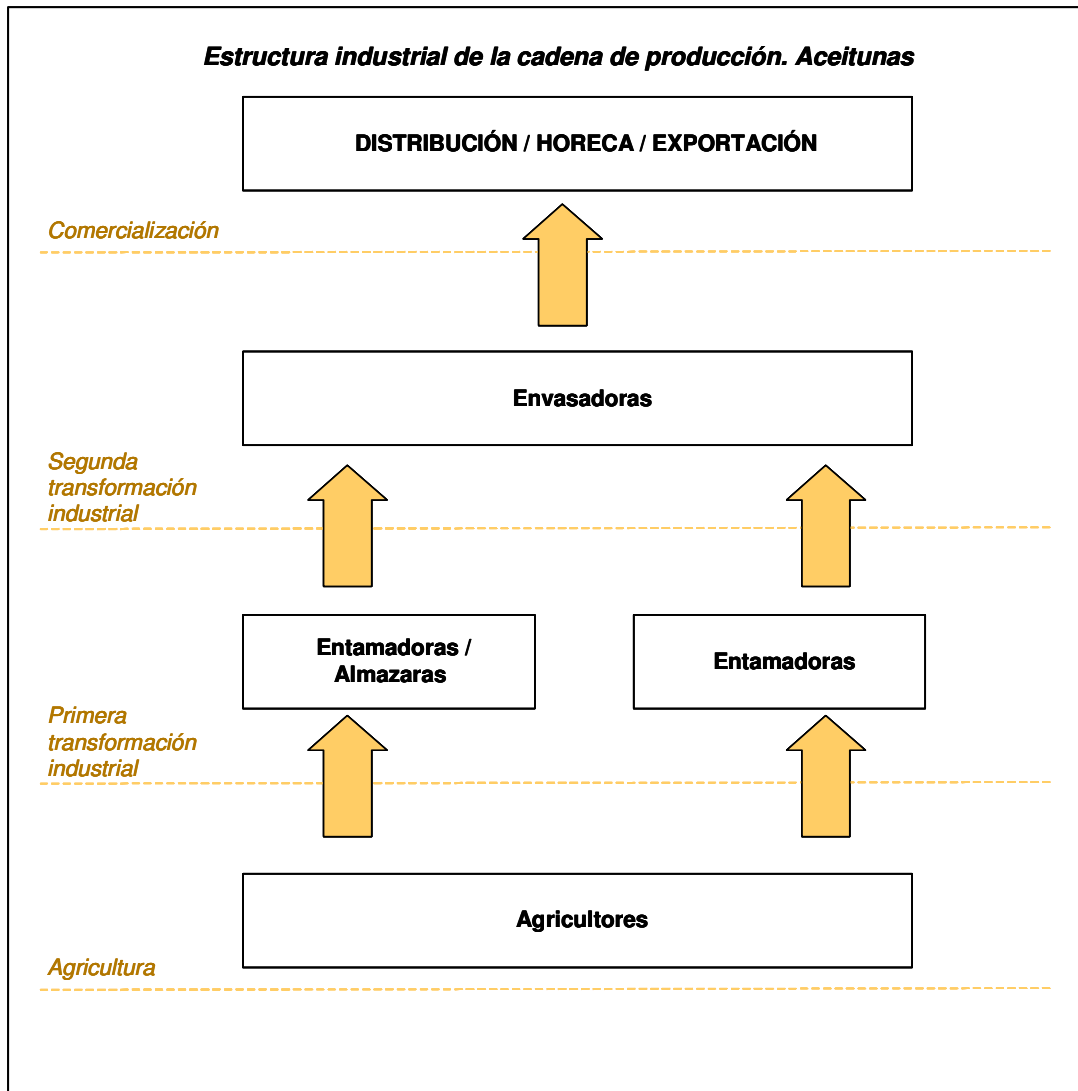 Estructura industrial de la cadena de producción. Aceitunas
DISTRIBUCIÓN / HORECA / EXPORTACIÓN
Comercialización
Envasadoras
Segunda
transformación
industrial
Entamadoras /
Almazaras
Entamadoras
Primera
transformación
industrial
Agricultores
Agricultura